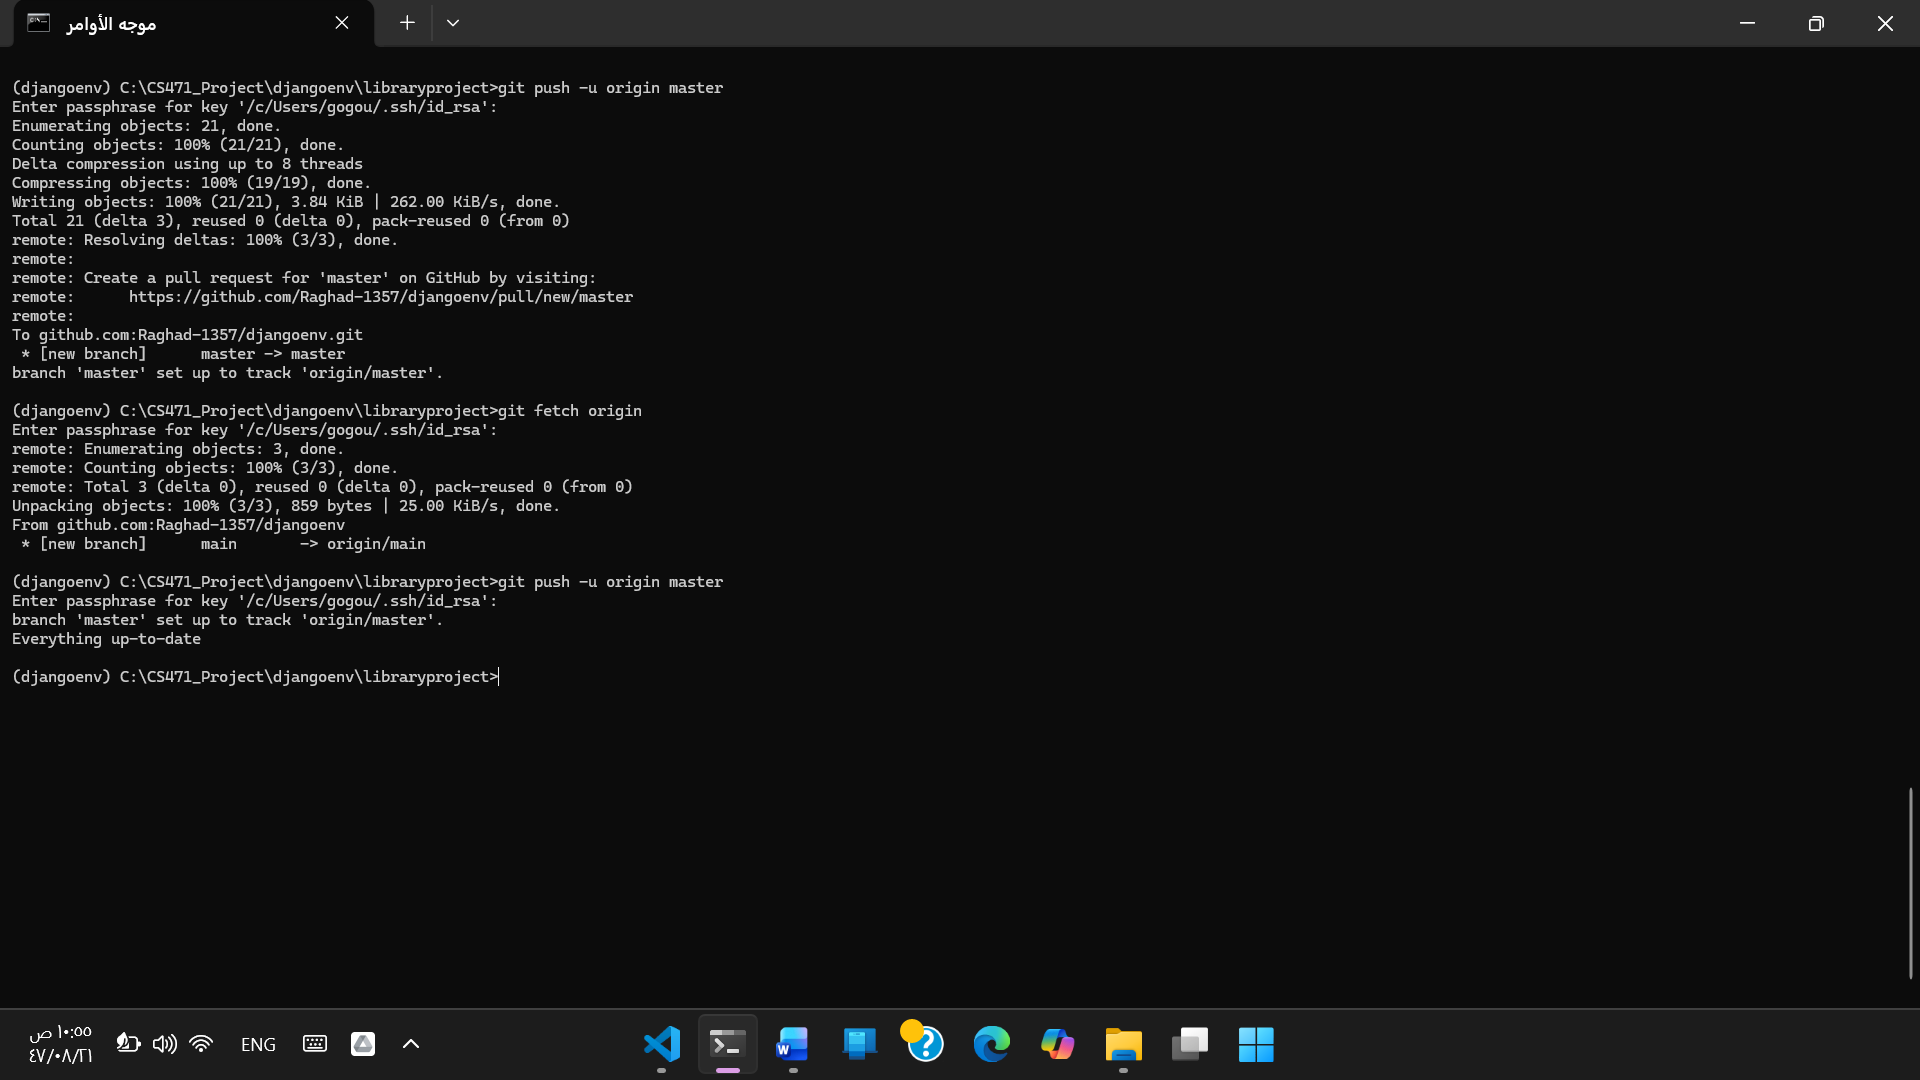 موجه الأوامر
(djangoenv) C:\CS471_Project\djangoenv\libraryproject>git push -u origin master
Enter passphrase for key '/c/Users/gogou/.ssh/id_rsa':
Enumerating objects: 21, done.
Counting objects: 100% (21/21), done.
Delta compression using up to 8 threads
Compressing objects: 100% (19/19), done.
Writing objects: 100% (21/21), 3.84 KiB | 262.00 KiB/s, done.
Total 21 (delta 3), reused 0 (delta 0), pack-reused 0 (from 0)
remote: Resolving deltas: 100% (3/3), done.
remote:
remote: Create a pull request for 'master' on GitHub by visiting:
remote:      https://github.com/Raghad-1357/djangoenv/pull/new/master
remote:
To github.com:Raghad-1357/djangoenv.git
 * [new branch]      master -> master
branch 'master' set up to track 'origin/master'.
(djangoenv) C:\CS471_Project\djangoenv\libraryproject>git fetch origin
Enter passphrase for key '/c/Users/gogou/.ssh/id_rsa':
remote: Enumerating objects: 3, done.
remote: Counting objects: 100% (3/3), done.
remote: Total 3 (delta 0), reused 0 (delta 0), pack-reused 0 (from 0)
Unpacking objects: 100% (3/3), 859 bytes | 25.00 KiB/s, done.
From github.com:Raghad-1357/djangoenv
 * [new branch]      main       -> origin/main
(djangoenv) C:\CS471_Project\djangoenv\libraryproject>git push -u origin master
Enter passphrase for key '/c/Users/gogou/.ssh/id_rsa':
branch 'master' set up to track 'origin/master'.
Everything up-to-date
(djangoenv) C:\CS471_Project\djangoenv\libraryproject>
١٠:٥٥ ص
٤٧/٠٨/٢١
ENG
W